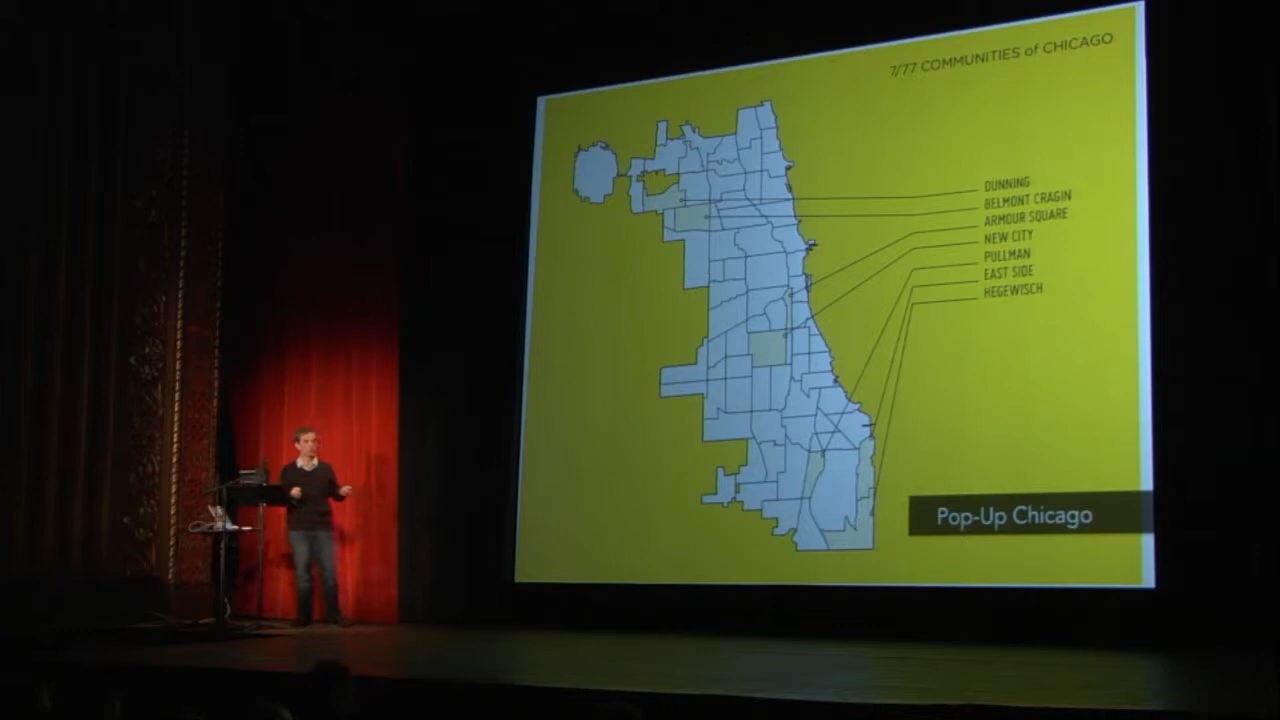 7/77 COMMUNITIES of CHICAGO
DUNNING
BELMONT CRAGIN
ARMOUR SQUARE
NEW CITY
PULLMAN
EAST SIDE
HEGEWISCH
Pop-Up Chicago